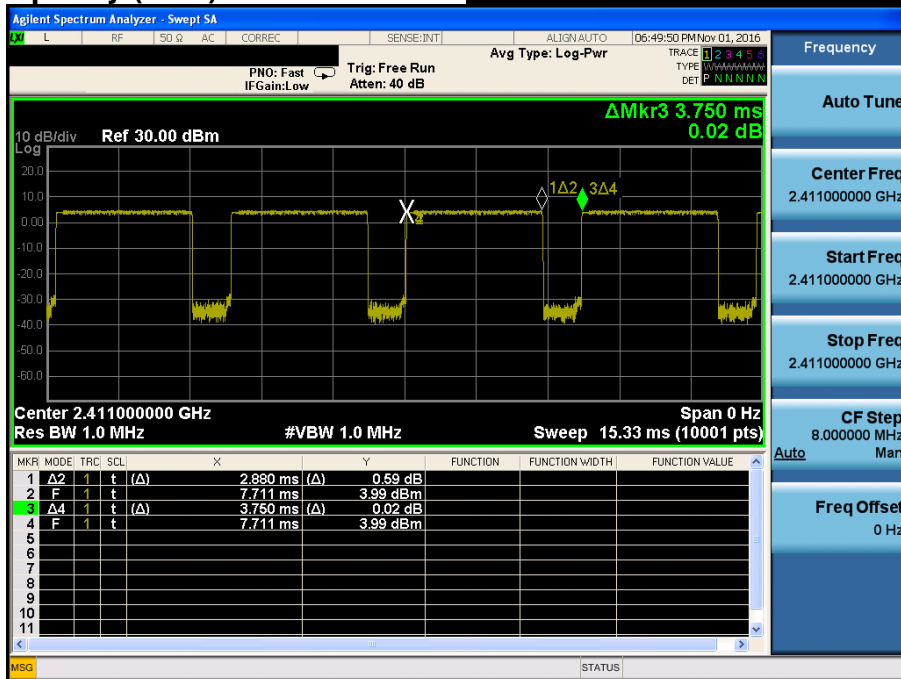 Agilent Spectrum Analyzer - Swept SA
LXI L RF 50 Ω AC CORREC SENSE:INT ALIGN AUTO 06:49:50 PM Nov 01, 2016
Avg Type: Log-Pwr TRACE 1 2 3 4 5 6
PNO: Fast Trig: Free Run TYPE WWWWWW
IFGain:Low Atten: 40 dB DET P N N N N N
ΔMkr3 3.750 ms
10 dB/div Ref 30.00 dBm 0.02 dB
Log
20.0
10.0
0.00
-10.0
-20.0
-30.0
-40.0
-50.0
-60.0
1Δ2 3Δ4
X
Center 2.411000000 GHz Span 0 Hz
Res BW 1.0 MHz #VBW 1.0 MHz Sweep 15.33 ms (10001 pts)
MKR MODE TRC SCL X Y FUNCTION FUNCTION WIDTH FUNCTION VALUE
1 Δ2 1 t (Δ) 2.880 ms (Δ) 0.59 dB
2 F 1 t 7.711 ms 3.99 dBm
3 Δ4 1 t (Δ) 3.750 ms (Δ) 0.02 dB
4 F 1 t 7.711 ms 3.99 dBm
5
6
7
8
9
10
11
MSG STATUS
Frequency
Auto Tune
Center Freq
2.411000000 GHz
Start Freq
2.411000000 GHz
Stop Freq
2.411000000 GHz
CF Step
8.000000 MHz
Auto Man
Freq Offset
0 Hz